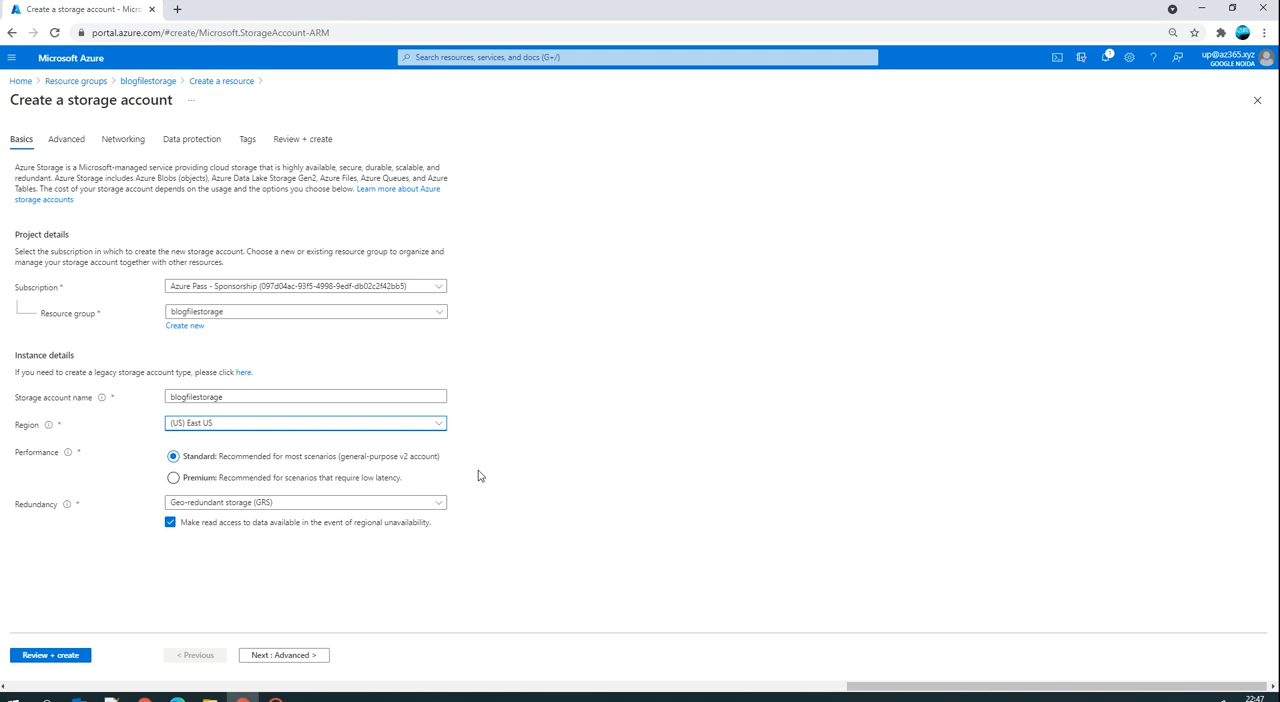 Create a storage account - Micro
portal.azure.com/#create/Microsoft.StorageAccount-ARM
Microsoft Azure
Search resources, services, and docs (G+/)
1
up@az365.xyz
GOOGLE NOIDA
Home > Resource groups > blogfilestorage > Create a resource >
Create a storage account ...
Basics Advanced Networking Data protection Tags Review + create
Azure Storage is a Microsoft-managed service providing cloud storage that is highly available, secure, durable, scalable, and
redundant. Azure Storage includes Azure Blobs (objects), Azure Data Lake Storage Gen2, Azure Files, Azure Queues, and Azure
Tables. The cost of your storage account depends on the usage and the options you choose below. Learn more about Azure
storage accounts
Project details
Select the subscription in which to create the new storage account. Choose a new or existing resource group to organize and
manage your storage account together with other resources.
Subscription * Azure Pass - Sponsorship (097d04ac-93f5-4998-9edf-db02c2f42bb5)
Resource group * blogfilestorage
Create new
Instance details
If you need to create a legacy storage account type, please click here.
Storage account name * blogfilestorage
Region * (US) East US
Performance * Standard: Recommended for most scenarios (general-purpose v2 account)
Premium: Recommended for scenarios that require low latency.
Redundancy * Geo-redundant storage (GRS)
Make read access to data available in the event of regional unavailability.
Review + create < Previous Next : Advanced >
22:47